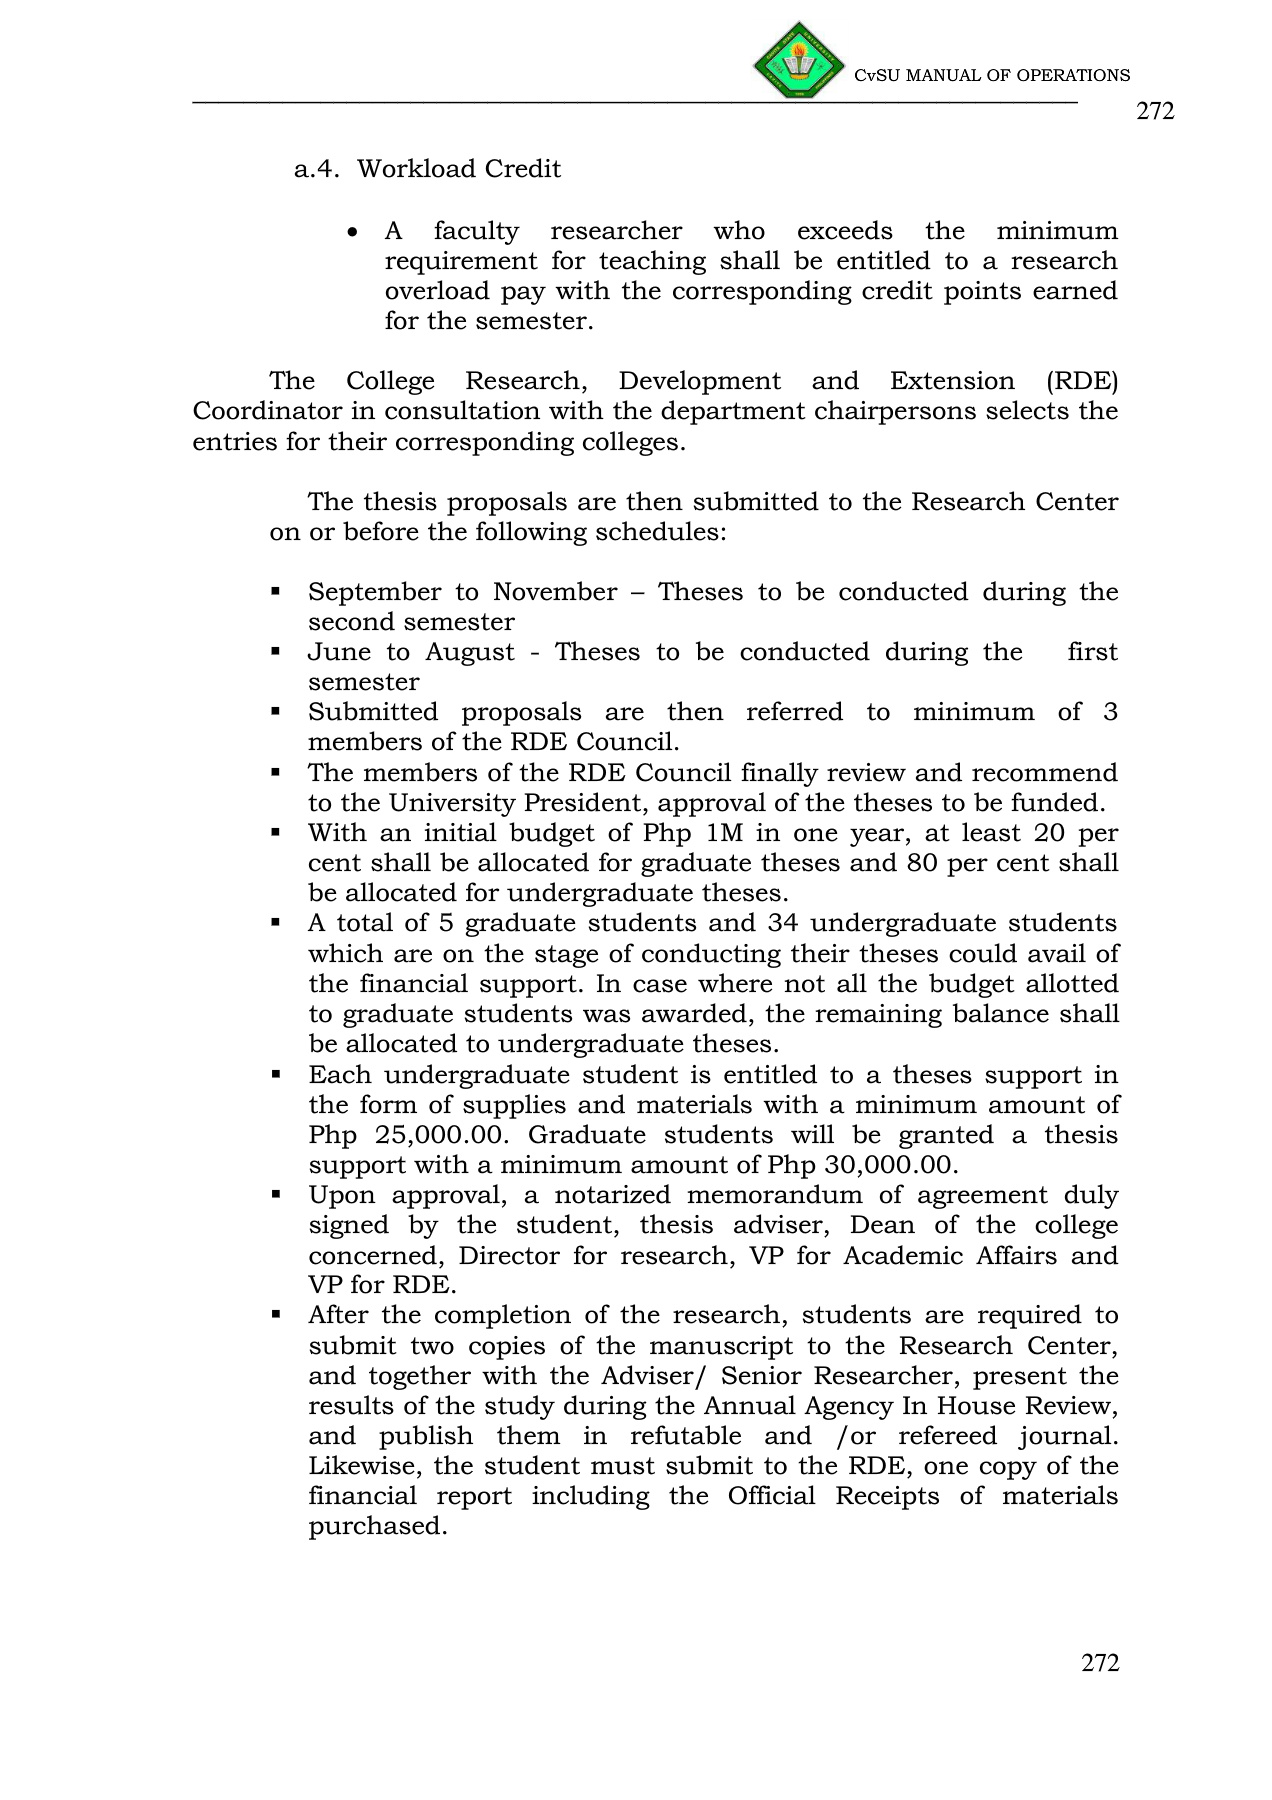 CvSU MANUAL OF OPERATIONS
272
a.4. Workload Credit
• A faculty researcher who exceeds the minimum
requirement for teaching shall be entitled to a research
overload pay with the corresponding credit points earned
for the semester.
The College Research, Development and Extension (RDE)
Coordinator in consultation with the department chairpersons selects the
entries for their corresponding colleges.
The thesis proposals are then submitted to the Research Center
on or before the following schedules:
▪ September to November – Theses to be conducted during the
second semester
▪ June to August - Theses to be conducted during the first
semester
▪ Submitted proposals are then referred to minimum of 3
members of the RDE Council.
▪ The members of the RDE Council finally review and recommend
to the University President, approval of the theses to be funded.
▪ With an initial budget of Php 1M in one year, at least 20 per
cent shall be allocated for graduate theses and 80 per cent shall
be allocated for undergraduate theses.
▪ A total of 5 graduate students and 34 undergraduate students
which are on the stage of conducting their theses could avail of
the financial support. In case where not all the budget allotted
to graduate students was awarded, the remaining balance shall
be allocated to undergraduate theses.
▪ Each undergraduate student is entitled to a theses support in
the form of supplies and materials with a minimum amount of
Php 25,000.00. Graduate students will be granted a thesis
support with a minimum amount of Php 30,000.00.
▪ Upon approval, a notarized memorandum of agreement duly
signed by the student, thesis adviser, Dean of the college
concerned, Director for research, VP for Academic Affairs and
VP for RDE.
▪ After the completion of the research, students are required to
submit two copies of the manuscript to the Research Center,
and together with the Adviser/ Senior Researcher, present the
results of the study during the Annual Agency In House Review,
and publish them in refutable and /or refereed journal.
Likewise, the student must submit to the RDE, one copy of the
financial report including the Official Receipts of materials
purchased.
272